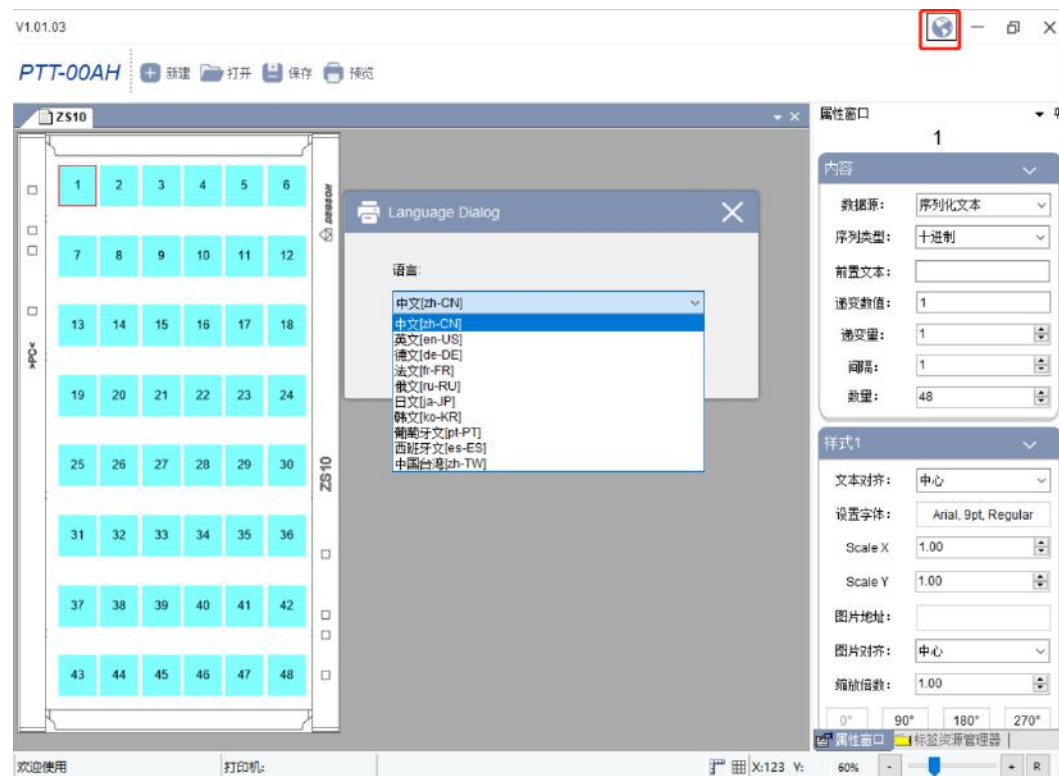 V1.01.03
PTT-00AH 新建 打开 保存 预览
ZS10
1 2 3 4 5 6
7 8 9 10 11 12
13 14 15 16 17 18
19 20 21 22 23 24
25 26 27 28 29 30
31 32 33 34 35 36
37 38 39 40 41 42
43 44 45 46 47 48
DEGSON
>PC<
ZS10
Language Dialog
语言:
中文[zh-CN]
中文[zh-CN]
英文[en-US]
德文[de-DE]
法文[fr-FR]
俄文[ru-RU]
日文[ja-JP]
韩文[ko-KR]
葡萄牙文[pt-PT]
西班牙文[es-ES]
中国台湾[zh-TW]
属性窗口
1
内容
数据源: 序列化文本
序列类型: 十进制
前置文本:
递变数值: 1
递变量: 1
间隔: 1
数量: 48
样式1
文本对齐: 中心
设置字体: Arial, 9pt, Regular
Scale X 1.00
Scale Y 1.00
图片地址:
图片对齐: 中心
缩放倍数: 1.00
0° 90° 180° 270°
属性窗口 标签资源管理器
欢迎使用 打印机: X:123 Y: 60% - + R